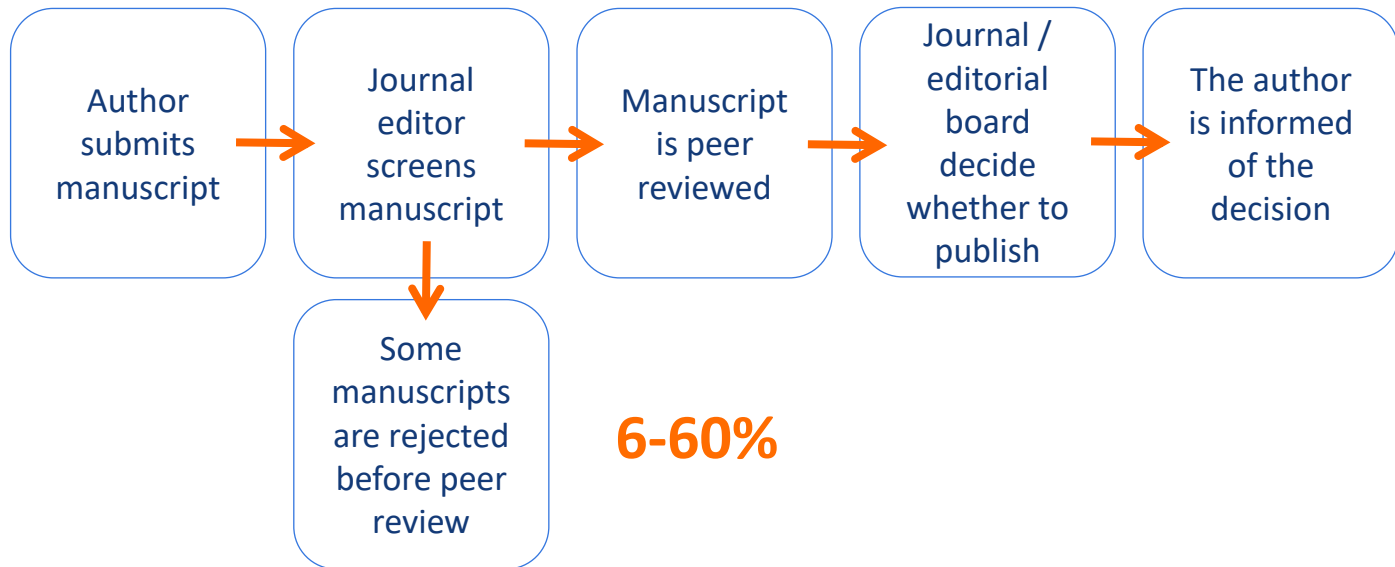 Author
submits
manuscript
Journal
editor
screens
manuscript
Manuscript
is peer
reviewed
Journal /
editorial
board
decide
whether to
publish
The author
is informed
of the
decision
Some
manuscripts
are rejected
before peer
review
6-60%